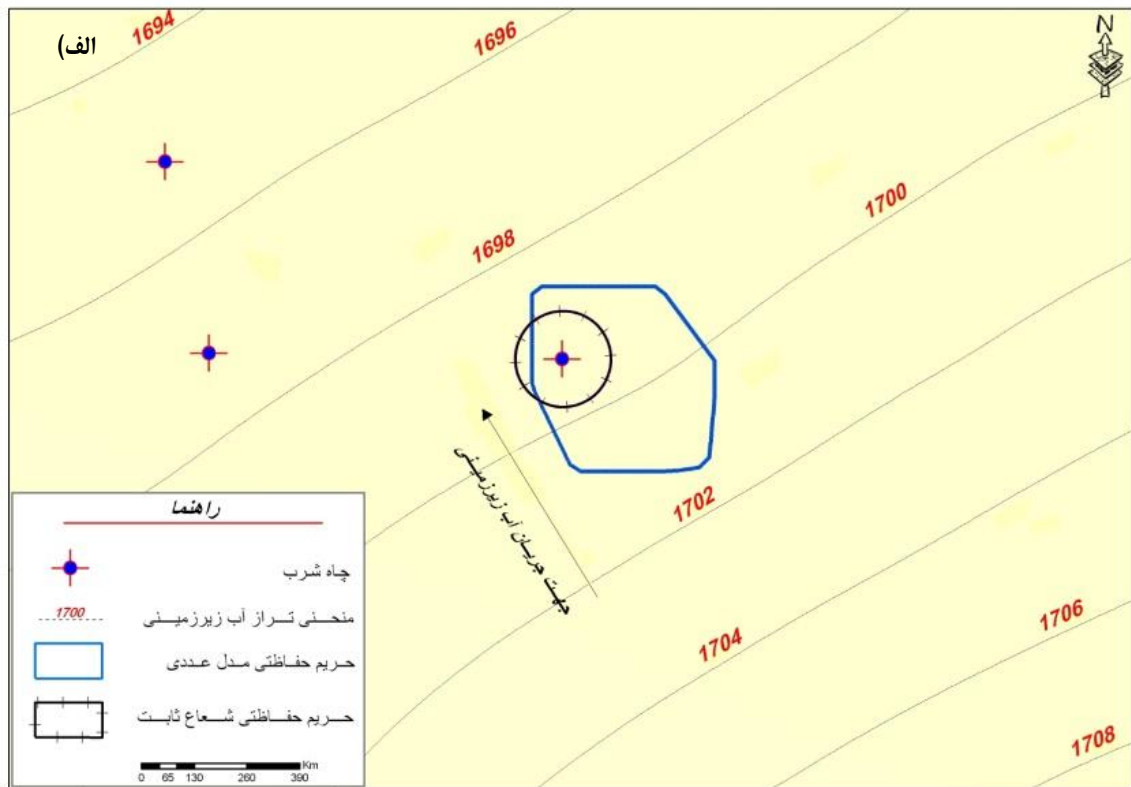 الف)
N
1694
1696
1698
1700
1702
1704
1706
1708
جهت جریان آب زیرزمینی
راهنما
چاه شرب
1700
منحنی تراز آب زیرزمینی
حریم حفاظتی مدل عددی
حریم حفاظتی شعاع ثابت
Km
0 65 130 260 390